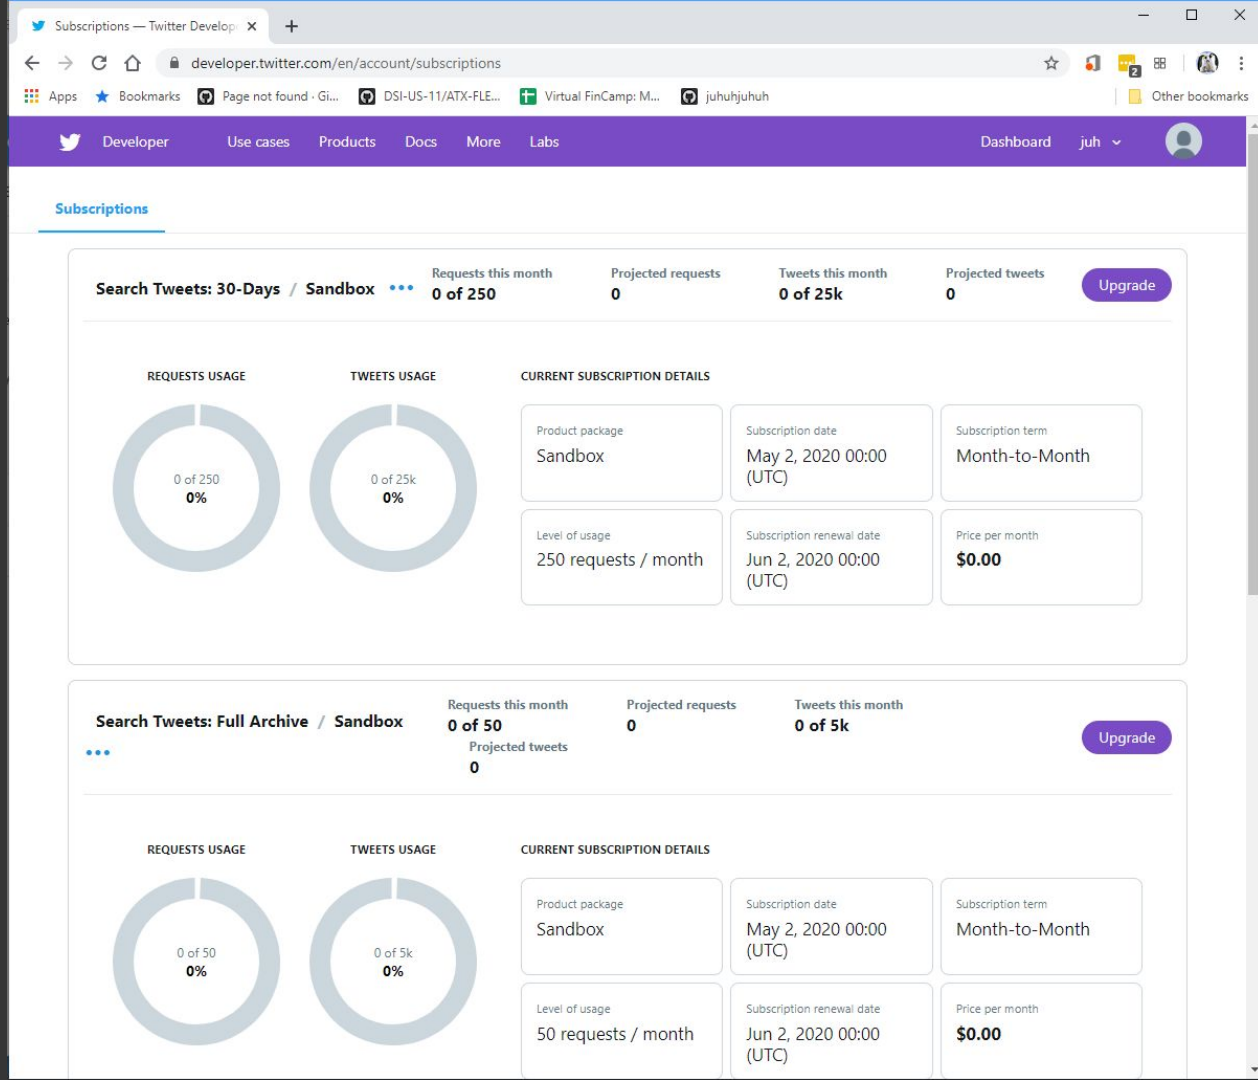 Subscriptions — Twitter Develop
developer.twitter.com/en/account/subscriptions
2
Apps Bookmarks Page not found · Gi... DSI-US-11/ATX-FLE... Virtual FinCamp: M... juhuhjuhuh Other bookmarks
Developer Use cases Products Docs More Labs Dashboard juh
Subscriptions
Search Tweets: 30-Days / Sandbox
Requests this month
0 of 250
Projected requests
0
Tweets this month
0 of 25k
Projected tweets
0
Upgrade
REQUESTS USAGE
0 of 250
0%
TWEETS USAGE
0 of 25k
0%
CURRENT SUBSCRIPTION DETAILS
Product package
Sandbox
Subscription date
May 2, 2020 00:00
(UTC)
Subscription term
Month-to-Month
Level of usage
250 requests / month
Subscription renewal date
Jun 2, 2020 00:00
(UTC)
Price per month
$0.00
Search Tweets: Full Archive / Sandbox
Requests this month
0 of 50
Projected requests
0
Tweets this month
0 of 5k
Projected tweets
0
Upgrade
REQUESTS USAGE
0 of 50
0%
TWEETS USAGE
0 of 5k
0%
CURRENT SUBSCRIPTION DETAILS
Product package
Sandbox
Subscription date
May 2, 2020 00:00
(UTC)
Subscription term
Month-to-Month
Level of usage
50 requests / month
Subscription renewal date
Jun 2, 2020 00:00
(UTC)
Price per month
$0.00